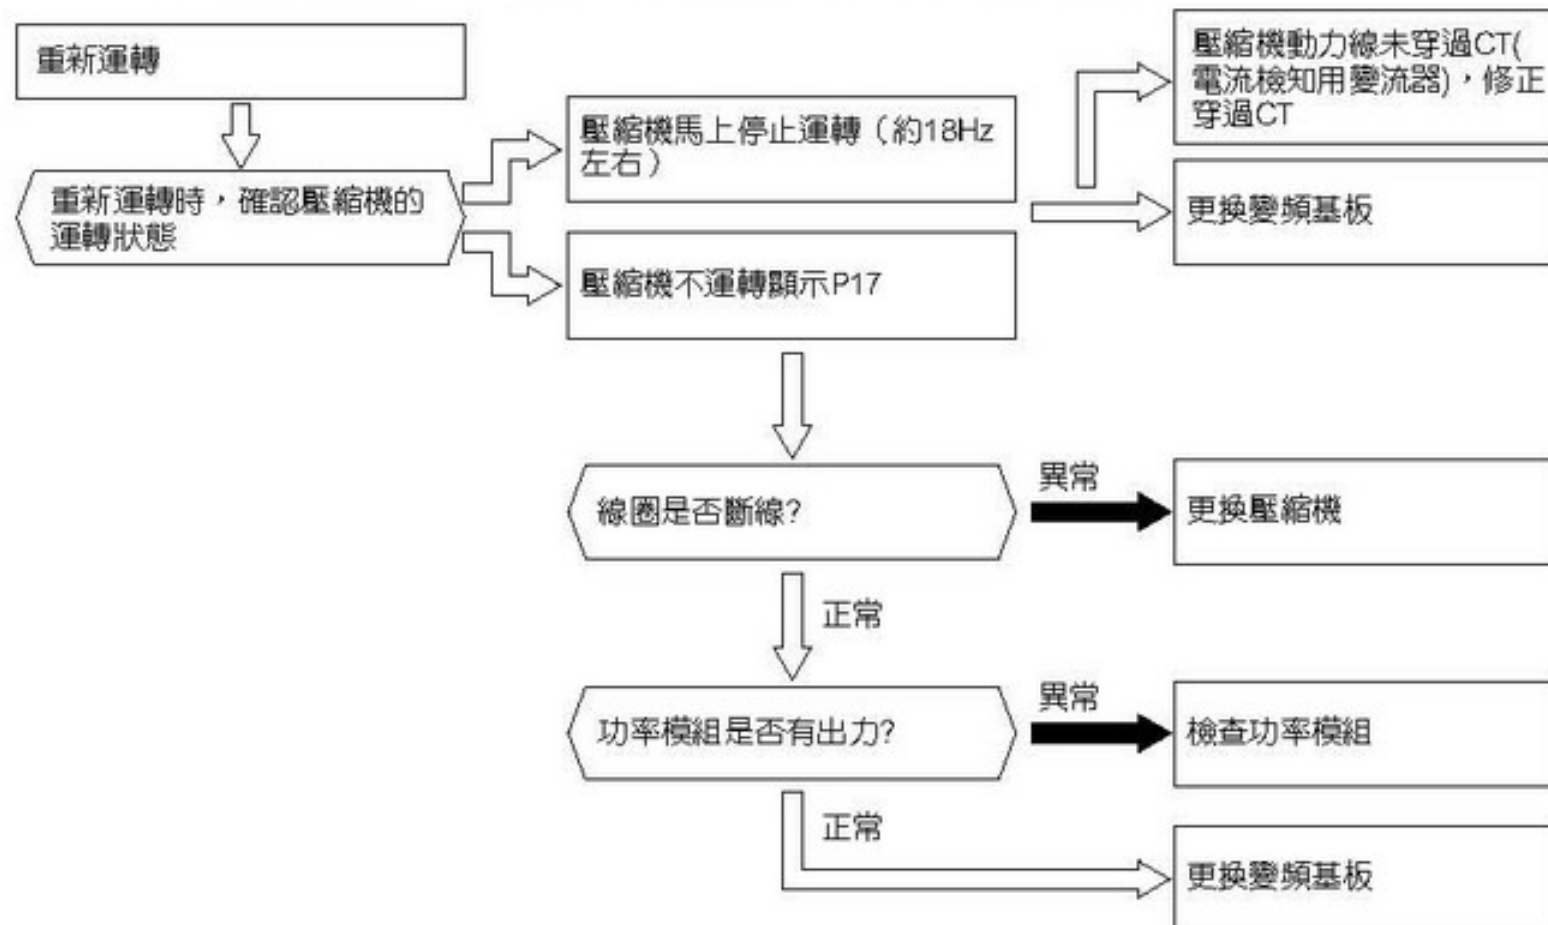 重新運轉
重新運轉時，確認壓縮機的
運轉狀態
壓縮機馬上停止運轉（約18Hz
左右）
壓縮機動力線未穿過CT(
電流檢知用變流器)，修正
穿過CT
更換變頻基板
壓縮機不運轉顯示P17
線圈是否斷線?
異常
更換壓縮機
正常
功率模組是否有出力?
異常
檢查功率模組
正常
更換變頻基板